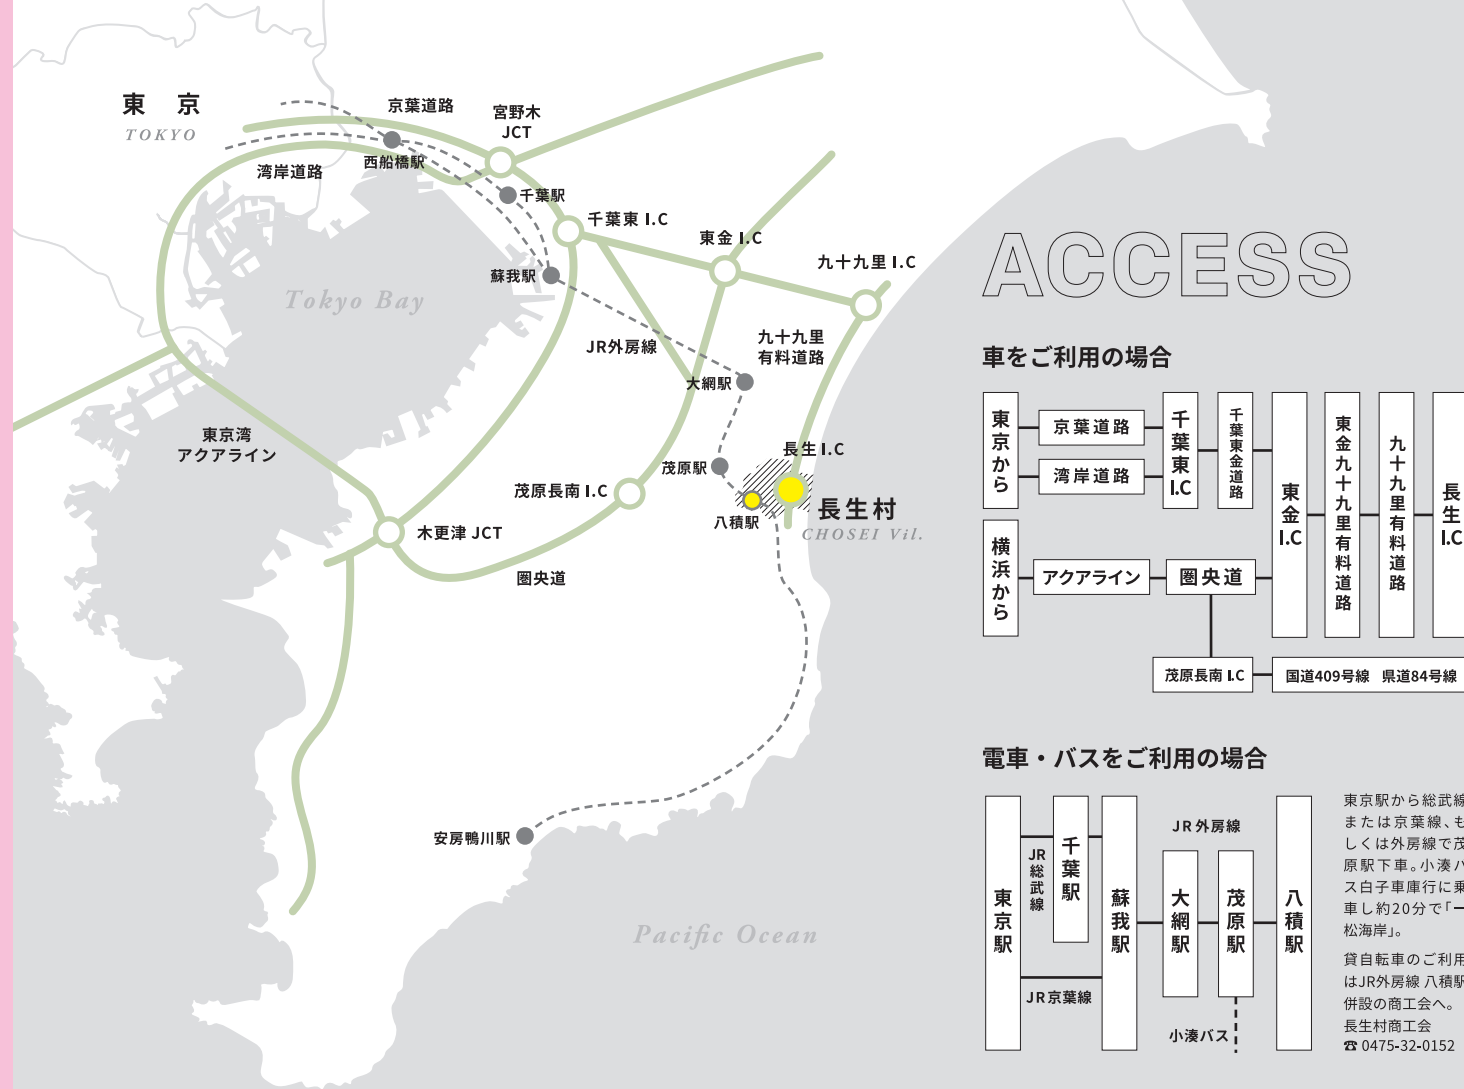 東 京
TOKYO
京葉道路
宮野木
JCT
西船橋駅
湾岸道路
千葉駅
千葉東 I.C
東金 I.C
九十九里 I.C
蘇我駅
Tokyo Bay
JR外房線
九十九里
有料道路
大網駅
東京湾
アクアライン
長生 I.C
茂原駅
茂原長南 I.C
八積駅
長生村
CHOSEI Vil.
木更津 JCT
圏央道
安房鴨川駅
Pacific Ocean
ACCESS
車をご利用の場合
東京から
京葉道路
湾岸道路
千葉東I.C
千葉東金道路
東金I.C
東金九十九里有料道路
九十九里有料道路
長生I.C
横浜から
アクアライン
圏央道
茂原長南 I.C
国道409号線 県道84号線
電車・バスをご利用の場合
東京駅
JR総武線
千葉駅
JR京葉線
蘇我駅
JR外房線
大網駅
茂原駅
小湊バス
八積駅
東京駅から総武線
または京葉線、も
しくは外房線で茂
原駅下車。小湊バ
ス白子車庫行に乗
車し約20分で「一
松海岸」。
貸自転車のご利用
はJR外房線 八積駅
併設の商工会へ。
長生村商工会
☎ 0475-32-0152